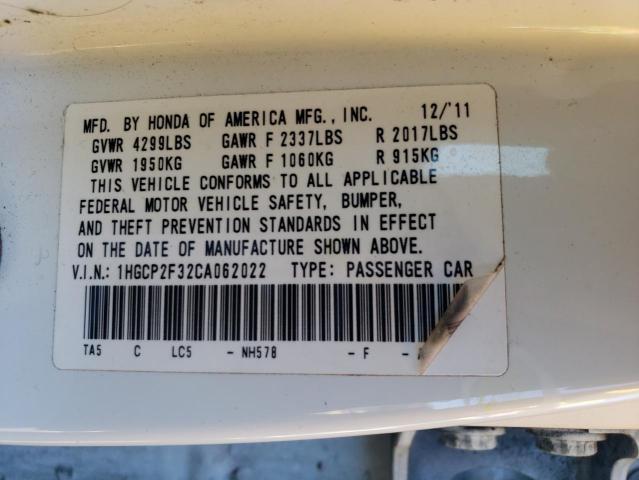 MFD. BY HONDA OF AMERICA MFG., INC. 12/'11
GVWR 4299LBS GAWR F 2337LBS R 2017LBS
GVWR 1950KG GAWR F 1060KG R 915KG
THIS VEHICLE CONFORMS TO ALL APPLICABLE
FEDERAL MOTOR VEHICLE SAFETY, BUMPER,
AND THEFT PREVENTION STANDARDS IN EFFECT
ON THE DATE OF MANUFACTURE SHOWN ABOVE.
V.I.N.: 1HGCP2F32CA062022 TYPE: PASSENGER CAR
TA5 C LC5 - NH578 - F -